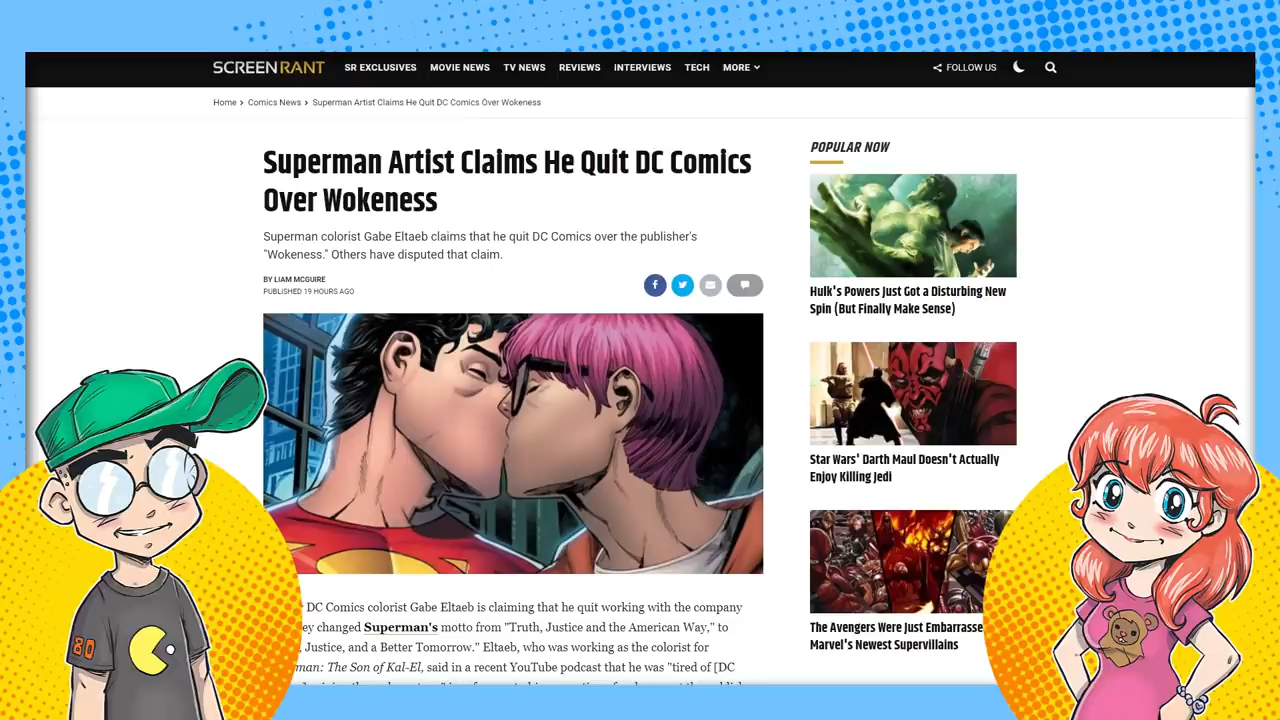 SCREENRANT SR EXCLUSIVES MOVIE NEWS TV NEWS REVIEWS INTERVIEWS TECH MORE FOLLOW US
Home > Comics News > Superman Artist Claims He Quit DC Comics Over Wokeness
Superman Artist Claims He Quit DC Comics
Over Wokeness
Superman colorist Gabe Eltaeb claims that he quit DC Comics over the publisher's
"Wokeness." Others have disputed that claim.
BY LIAM MCGUIRE
PUBLISHED 19 HOURS AGO
DC Comics colorist Gabe Eltaeb is claiming that he quit working with the company
changed Superman's motto from "Truth, Justice and the American Way," to
Justice, and a Better Tomorrow." Eltaeb, who was working as the colorist for
The Son of Kal-El, said in a recent YouTube podcast that he was "tired of [DC
POPULAR NOW
Hulk's Powers Just Got a Disturbing New
Spin (But Finally Make Sense)
Star Wars' Darth Maul Doesn't Actually
Enjoy Killing Jedi
The Avengers Were Just Embarrasse
Marvel's Newest Supervillains
80